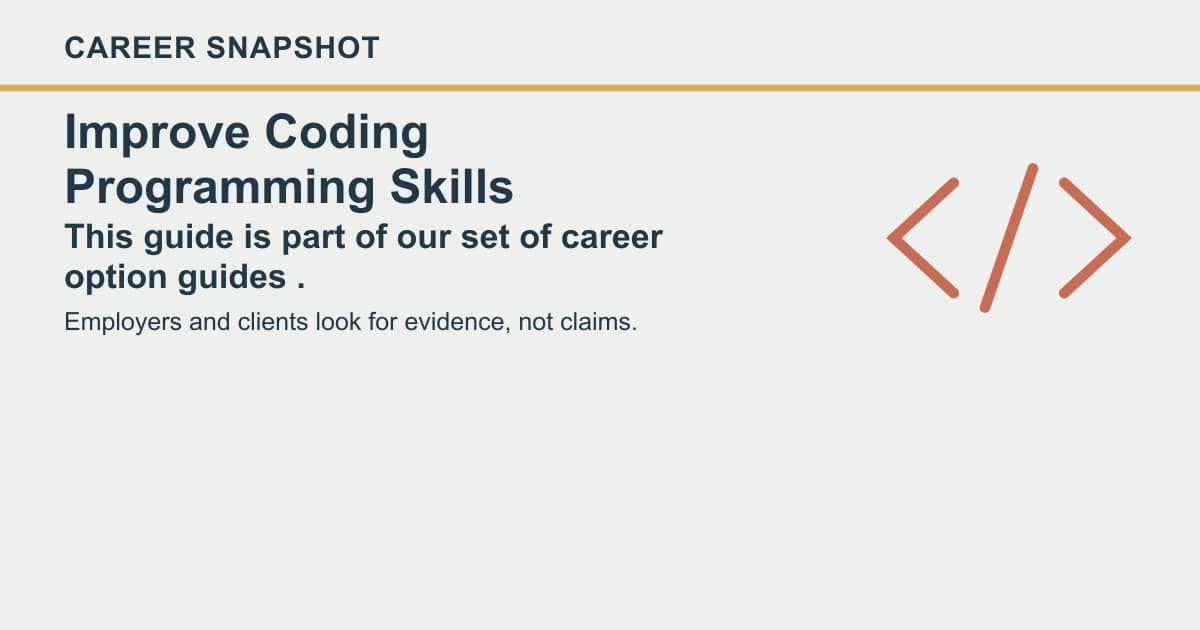 CAREER SNAPSHOT
Improve Coding
Programming Skills
This guide is part of our set of career
option guides .
Employers and clients look for evidence, not claims.